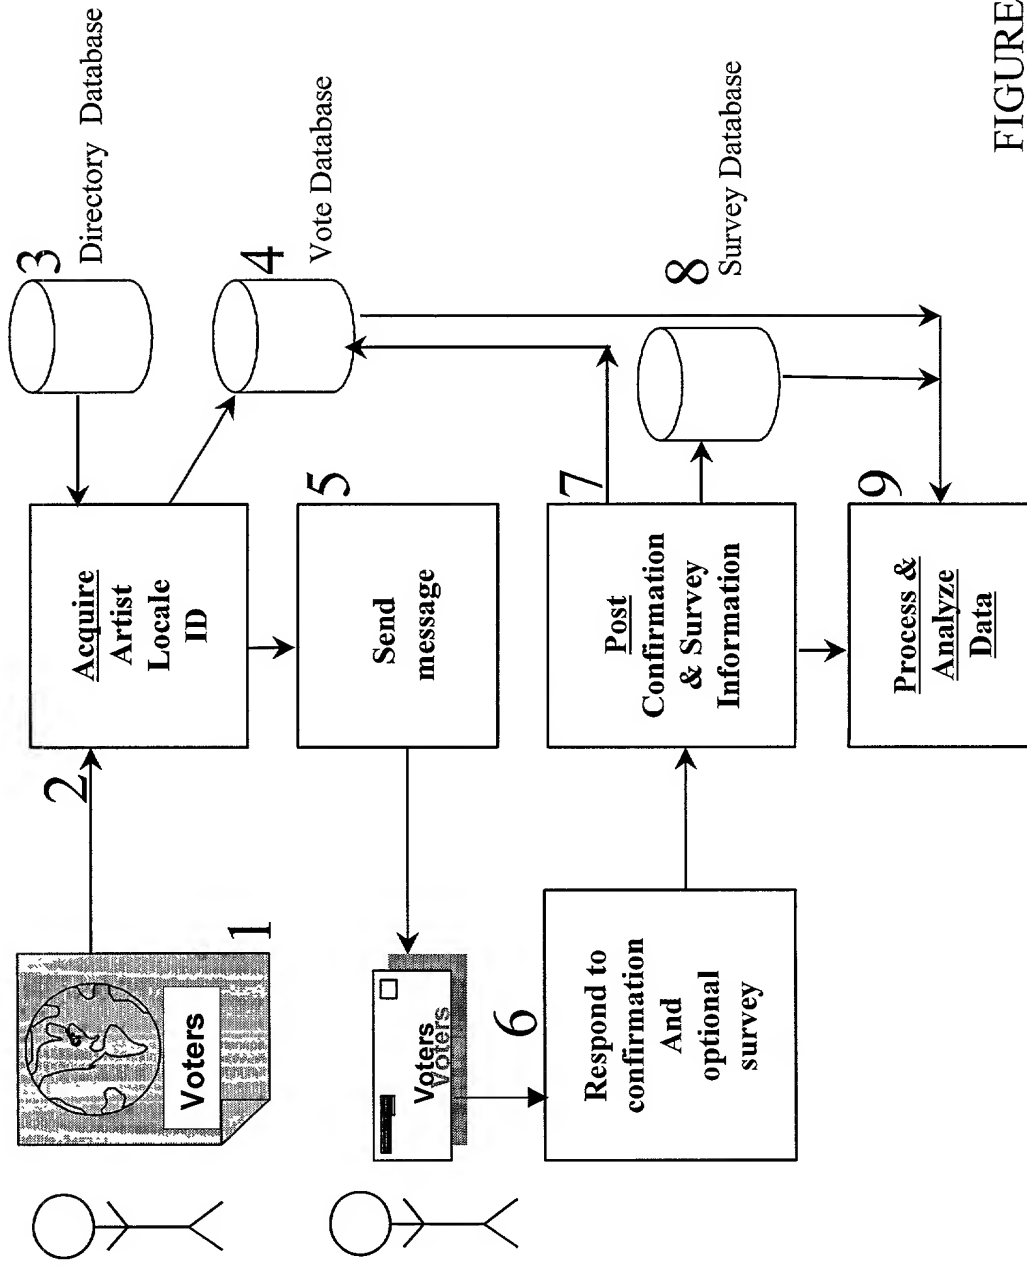 1
Voters
2
Acquire
Artist
Locale
ID
3
Directory Database
4
Vote Database
Voters
Voters
5
Send
message
6
Respond to
confirmation
And
optional
survey
7
Post
Confirmation
& Survey
Information
8
Survey Database
9
Process &
Analyze
Data
FIGURE